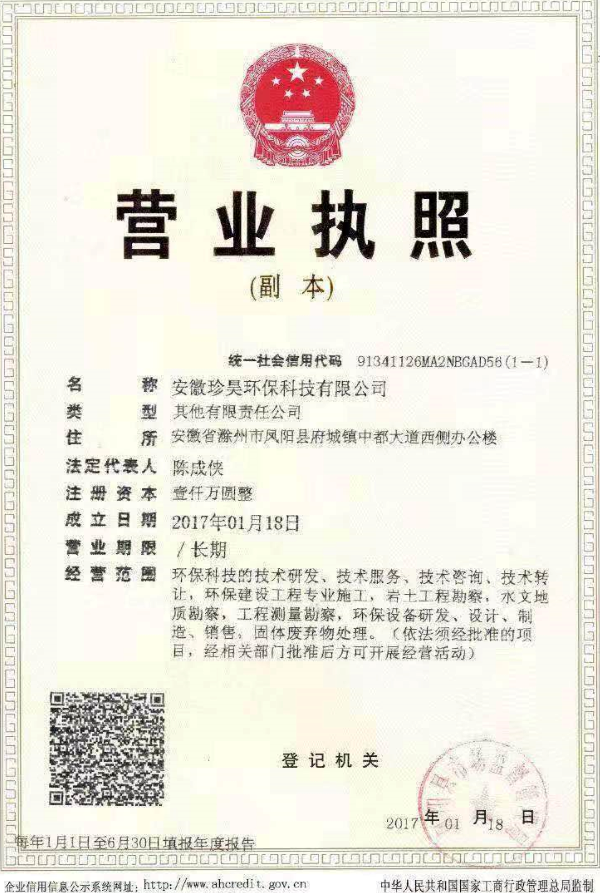 营业执照
(副 本)
统一社会信用代码 91341126MA2NBGAD56(1-1)
名 称 安徽珍昊环保科技有限公司
类 型 其他有限责任公司
住 所 安徽省滁州市凤阳县府城镇中都大道西侧办公楼
法定代表人 陈成侠
注册资本 壹仟万圆整
成立日期 2017年01月18日
营业期限 /长期
经营范围 环保科技的技术研发、技术服务、技术咨询、技术转
让，环保建设工程专业施工，岩土工程勘察，水文地
质勘察，工程测量勘察，环保设备研发、设计、制
造、销售，固体废弃物处理。（依法须经批准的项
目，经相关部门批准后方可开展经营活动）
登记机关
2017 年 01 月 18 日
每年1月1日至6月30日填报年度报告
企业信用信息公示系统网址: http://www.ahcredit.gov.cn
中华人民共和国国家工商行政管理总局监制